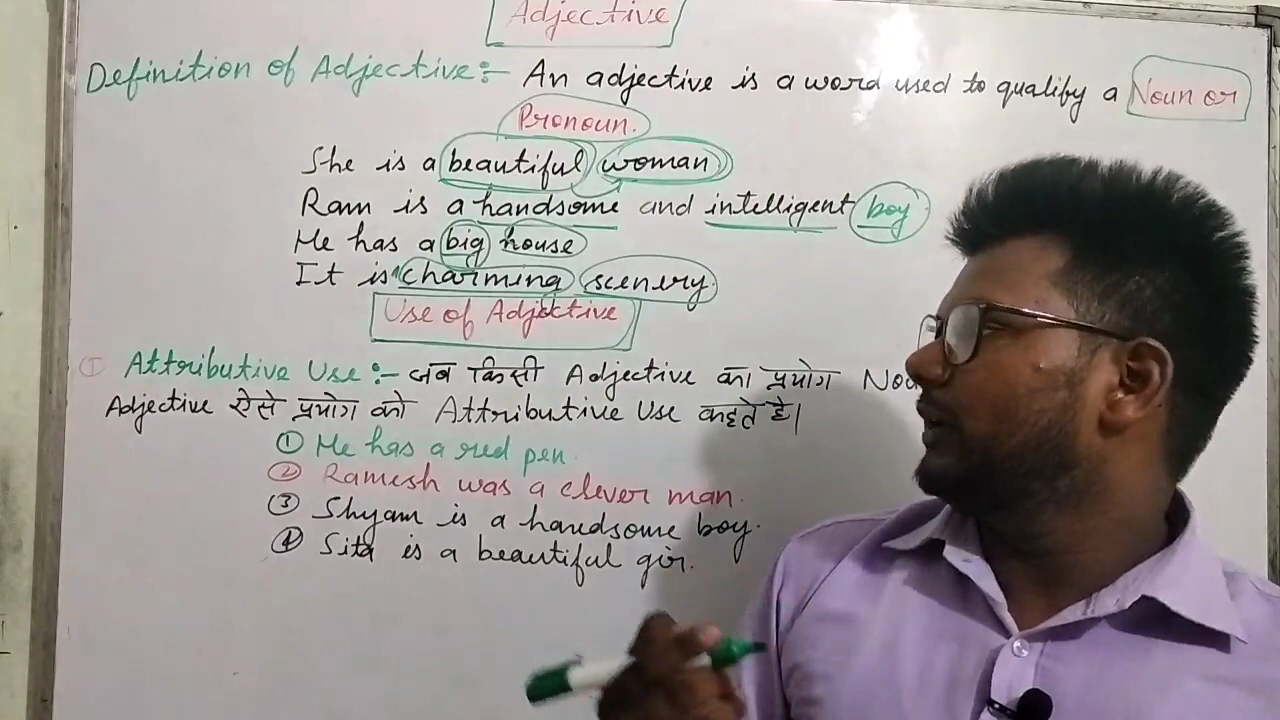 Adjective
Definition of Adjective:- An adjective is a word used to qualify a Noun or
Pronoun.
She is a beautiful woman
Ram is a handsome and intelligent boy
He has a big house
It is charming scenery.
Use of Adjective
① Attributive Use :- जब किसी Adjective का प्रयोग
Adjective ऐसे प्रयोग को Attributive Use कहते है।
① He has a red pen.
② Ramesh was a clever man.
③ Shyam is a handsome boy.
④ Sita is a beautiful gir.